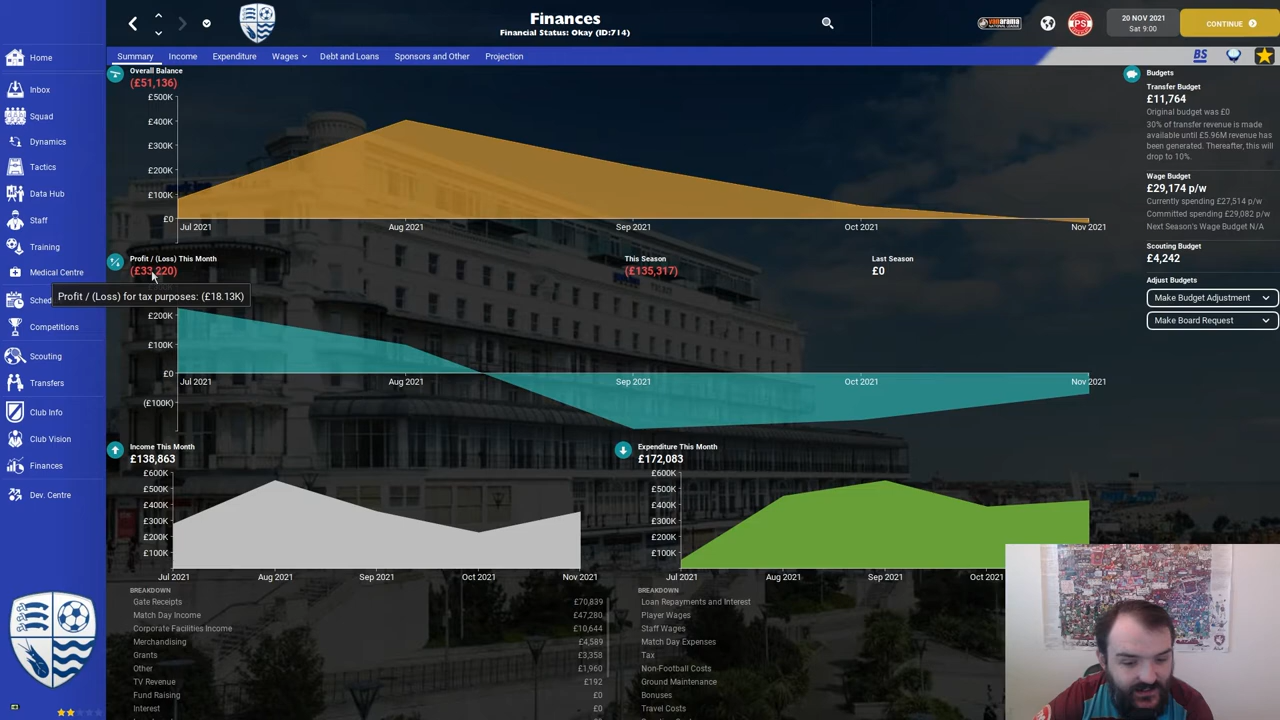 Finances
Financial Status: Okay (ID:714)
VANARAMA
PS
20 NOV 2021
Sat 9:00
CONTINUE
Home
Inbox
Squad
Dynamics
Tactics
Data Hub
Staff
Training
Medical Centre
Sched
Competitions
Scouting
Transfers
Club Info
Club Vision
Finances
Dev. Centre
Summary
Income
Expenditure
Wages
Debt and Loans
Sponsors and Other
Projection
BS
Overall Balance
(£51,136)
£500K
£400K
£300K
£200K
£100K
£0
Jul 2021
Aug 2021
Sep 2021
Oct 2021
Nov 2021
Profit / (Loss) This Month
(£33,220)
This Season
(£135,317)
Last Season
£0
Profit / (Loss) for tax purposes: (£18.13K)
£200K
£100K
£0
(£100K)
Jul 2021
Aug 2021
Sep 2021
Oct 2021
Nov 2021
Income This Month
£138,863
£600K
£500K
£400K
£300K
£200K
£100K
Jul 2021
Aug 2021
Sep 2021
Oct 2021
Nov 2021
BREAKDOWN
Gate Receipts £70,839
Match Day Income £47,280
Corporate Facilities Income £10,644
Merchandising £4,589
Grants £3,358
Other £1,960
TV Revenue £192
Fund Raising £0
Interest £0
Expenditure This Month
£172,083
£600K
£500K
£400K
£300K
£200K
£100K
Jul 2021
Aug 2021
Sep 2021
Oct 2021
BREAKDOWN
Loan Repayments and Interest
Player Wages
Staff Wages
Match Day Expenses
Tax
Non-Football Costs
Ground Maintenance
Bonuses
Travel Costs
Budgets
Transfer Budget
£11,764
Original budget was £0
30% of transfer revenue is made
available until £5.96M revenue has
been generated. Thereafter, this will
drop to 10%.
Wage Budget
£29,174 p/w
Currently spending £27,514 p/w
Committed spending £29,082 p/w
Next Season's Wage Budget N/A
Scouting Budget
£4,242
Adjust Budgets
Make Budget Adjustment
Make Board Request